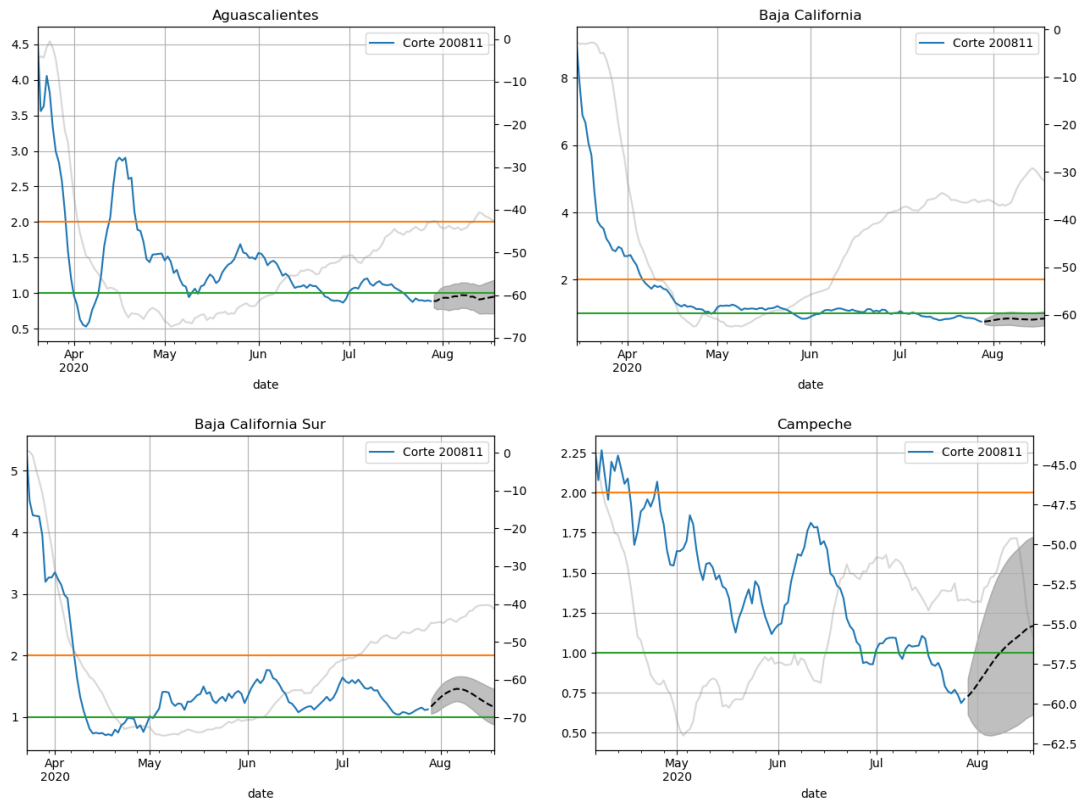 Aguascalientes
4.5
4.0
3.5
3.0
2.5
2.0
1.5
1.0
0.5
Corte 200811
0
−10
−20
−30
−40
−50
−60
−70
Apr
2020
May
Jun
Jul
Aug
date
Baja California
8
6
4
2
Corte 200811
0
−10
−20
−30
−40
−50
−60
Apr
2020
May
Jun
Jul
Aug
date
Baja California Sur
5
4
3
2
1
Corte 200811
0
−10
−20
−30
−40
−50
−60
−70
Apr
2020
May
Jun
Jul
Aug
date
Campeche
2.25
2.00
1.75
1.50
1.25
1.00
0.75
0.50
Corte 200811
−45.0
−47.5
−50.0
−52.5
−55.0
−57.5
−60.0
−62.5
May
2020
Jun
Jul
Aug
date